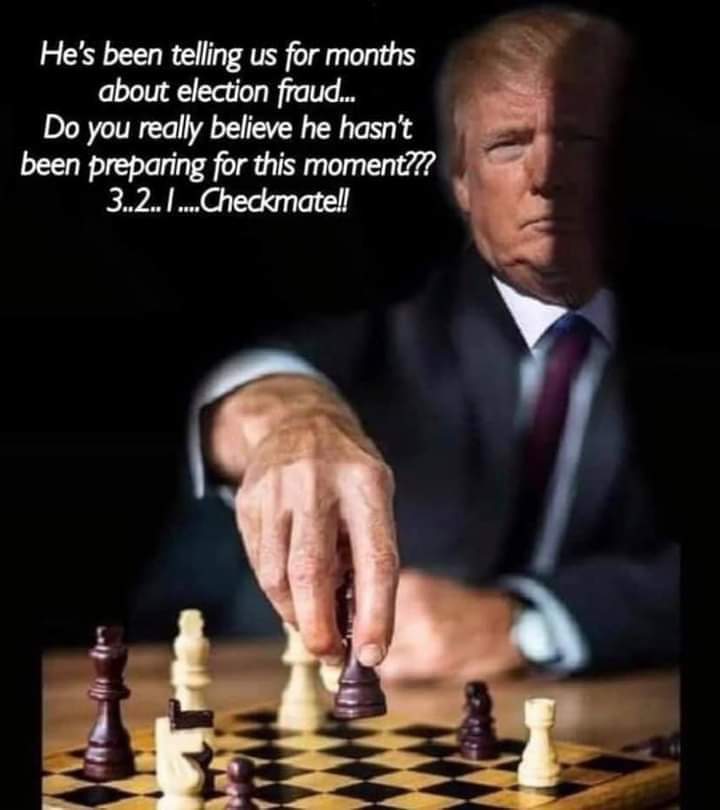 He's been telling us for months
about election fraud...
Do you really believe he hasn't
been preparing for this moment???
3..2..1....Checkmate!!